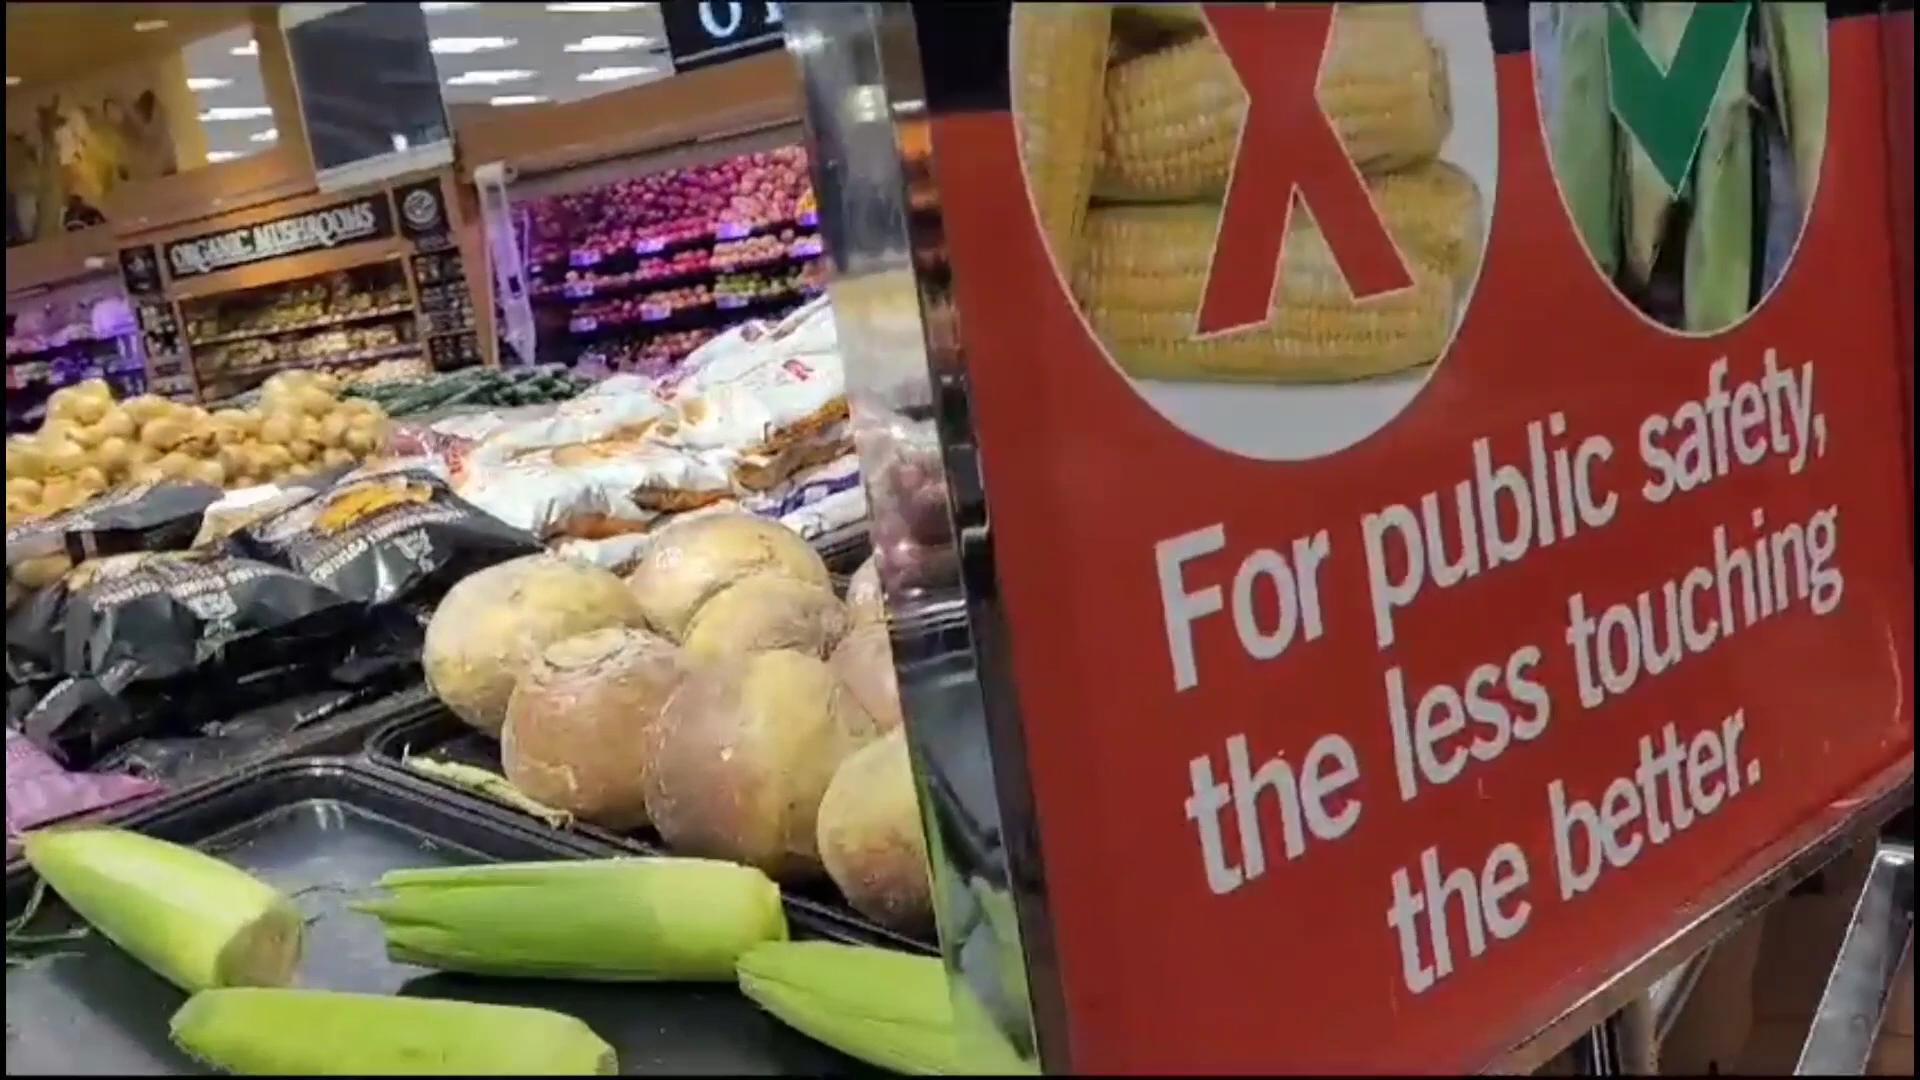 ORGANIC MUSHROOMS
For public safety,
the less touching
the better.